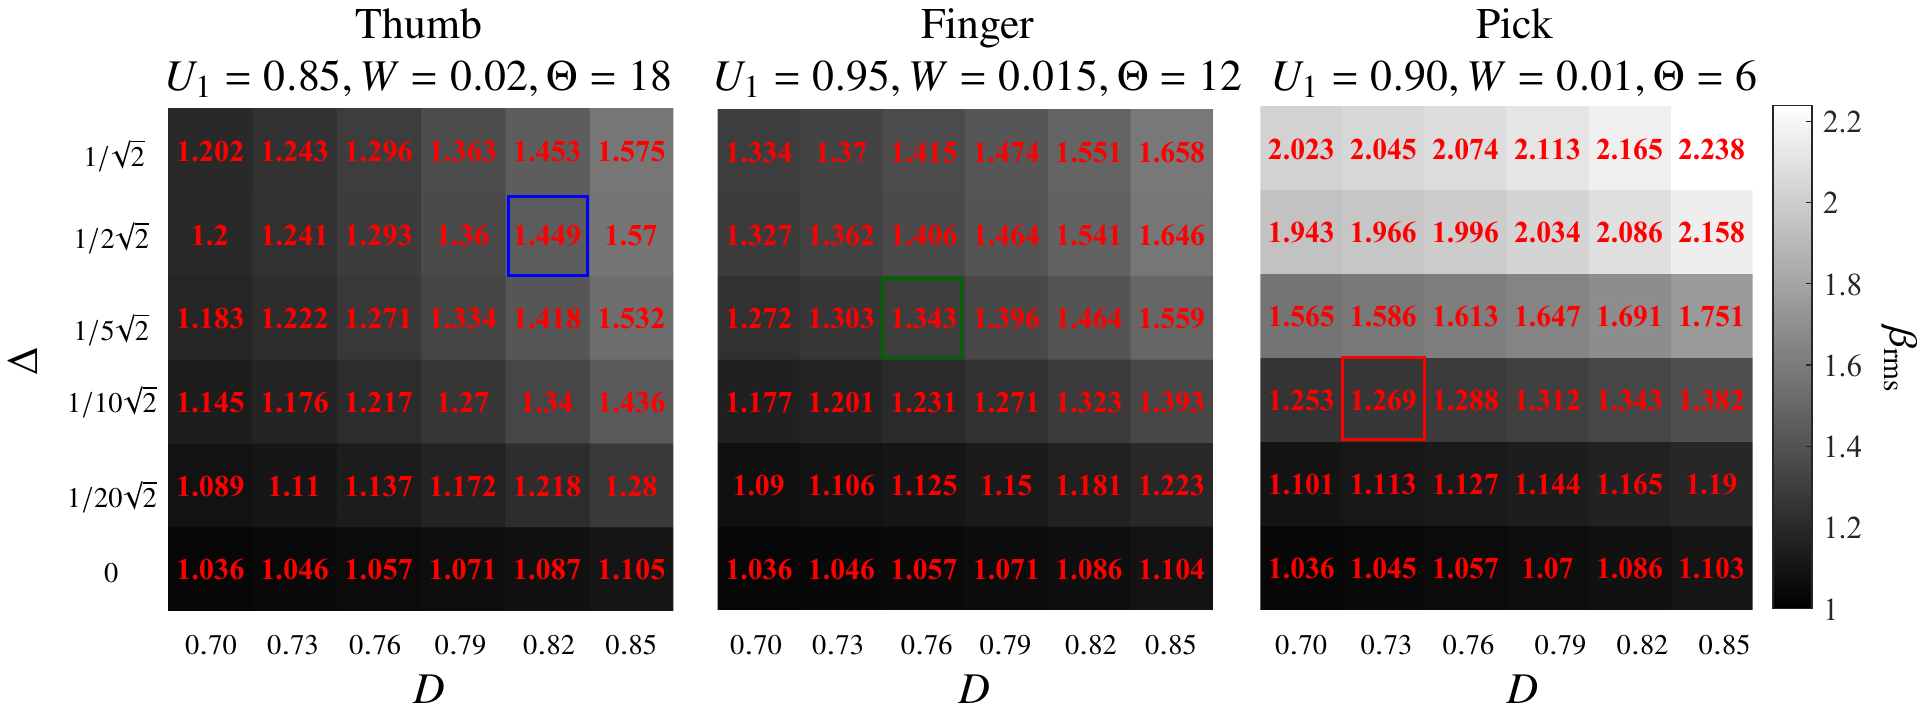 Thumb Finger Pick
U₁ = 0.85, W = 0.02, Θ = 18 U₁ = 0.95, W = 0.015, Θ = 12 U₁ = 0.90, W = 0.01, Θ = 6
1/√2 1.202 1.243 1.296 1.363 1.453 1.575 1.334 1.37 1.415 1.474 1.551 1.658 2.023 2.045 2.074 2.113 2.165 2.238 2.2
1/2√2 1.2 1.241 1.293 1.36 1.449 1.57 1.327 1.362 1.406 1.464 1.541 1.646 1.943 1.966 1.996 2.034 2.086 2.158 2
1/5√2 1.183 1.222 1.271 1.334 1.418 1.532 1.272 1.303 1.343 1.396 1.464 1.559 1.565 1.586 1.613 1.647 1.691 1.751 1.8
Δ βrms
1/10√2 1.145 1.176 1.217 1.27 1.34 1.436 1.177 1.201 1.231 1.271 1.323 1.393 1.253 1.269 1.288 1.312 1.343 1.382 1.6
1/20√2 1.089 1.11 1.137 1.172 1.218 1.28 1.09 1.106 1.125 1.15 1.181 1.223 1.101 1.113 1.127 1.144 1.165 1.19 1.4
0 1.036 1.046 1.057 1.071 1.087 1.105 1.036 1.046 1.057 1.071 1.086 1.104 1.036 1.045 1.057 1.07 1.086 1.103 1.2
1
0.70 0.73 0.76 0.79 0.82 0.85 0.70 0.73 0.76 0.79 0.82 0.85 0.70 0.73 0.76 0.79 0.82 0.85
D D D